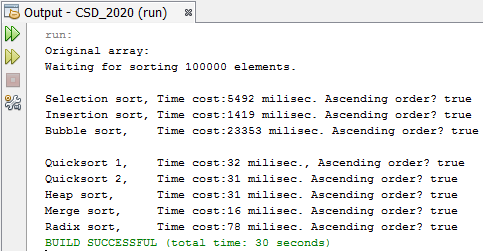 Output - CSD_2020 (run)
run:
Original array:
Waiting for sorting 100000 elements.
Selection sort, Time cost:5492 milisec. Ascending order? true
Insertion sort, Time cost:1419 milisec. Ascending order? true
Bubble sort, Time cost:23353 milisec. Ascending order? true
Quicksort 1, Time cost:32 milisec., Ascending order? true
Quicksort 2, Time cost:31 milisec. Ascending order? true
Heap sort, Time cost:31 milisec. Ascending order? true
Merge sort, Time cost:16 milisec. Ascending order? true
Radix sort, Time cost:78 milisec. Ascending order? true
BUILD SUCCESSFUL (total time: 30 seconds)